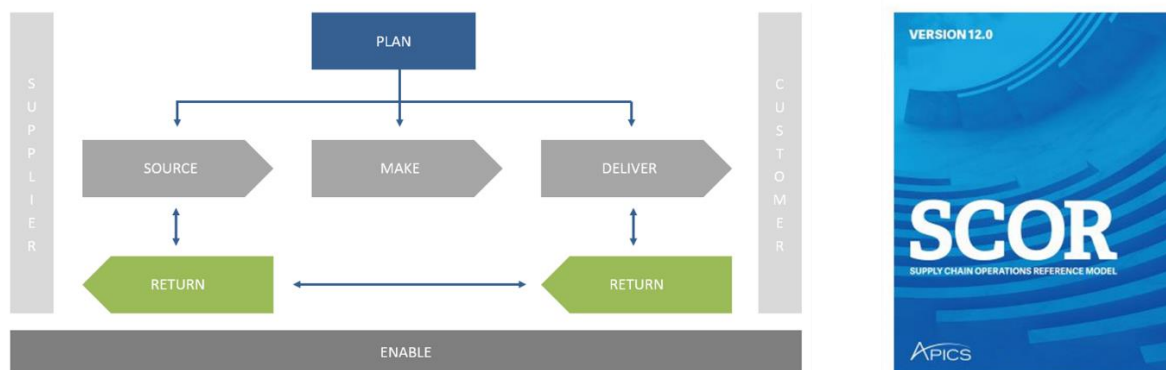 PLAN
SUPPLIER
CUSTOMER
SOURCE
MAKE
DELIVER
RETURN
RETURN
ENABLE
VERSION 12.0
SCOR
SUPPLY CHAIN OPERATIONS REFERENCE MODEL
APICS